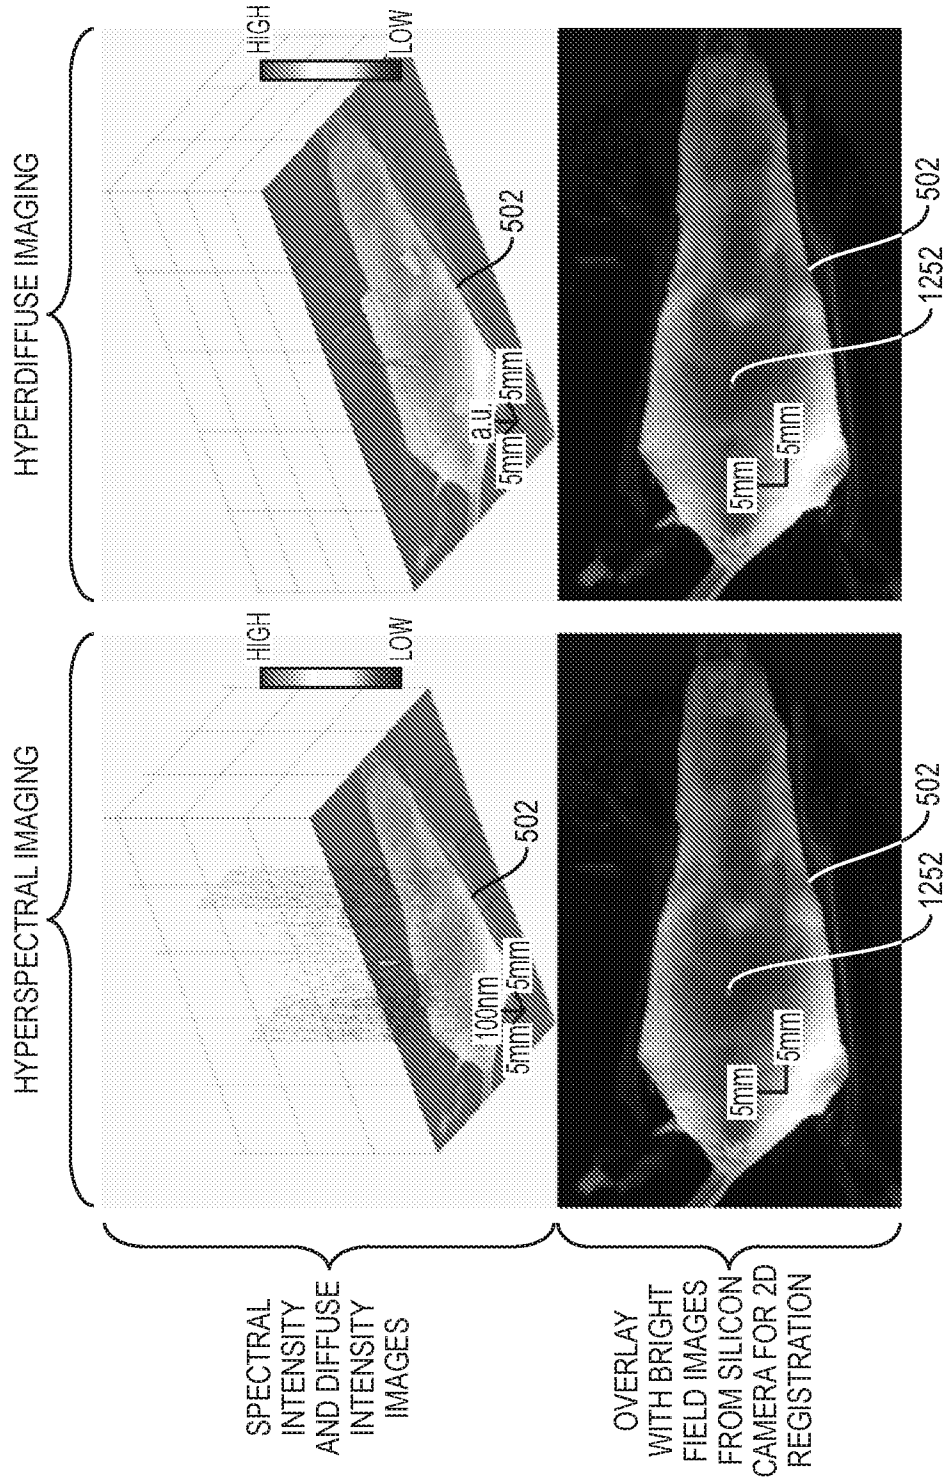 HYPERSPECTRAL IMAGING
HYPERDIFFUSE IMAGING
SPECTRAL
INTENSITY
AND DIFFUSE
INTENSITY
IMAGES
HIGH
LOW
100nm
5mm
5mm
502
HIGH
LOW
a.u.
5mm
5mm
502
OVERLAY
WITH BRIGHT
FIELD IMAGES
FROM SILICON
CAMERA FOR 2D
REGISTRATION
5mm
5mm
1252
502
5mm
5mm
1252
502